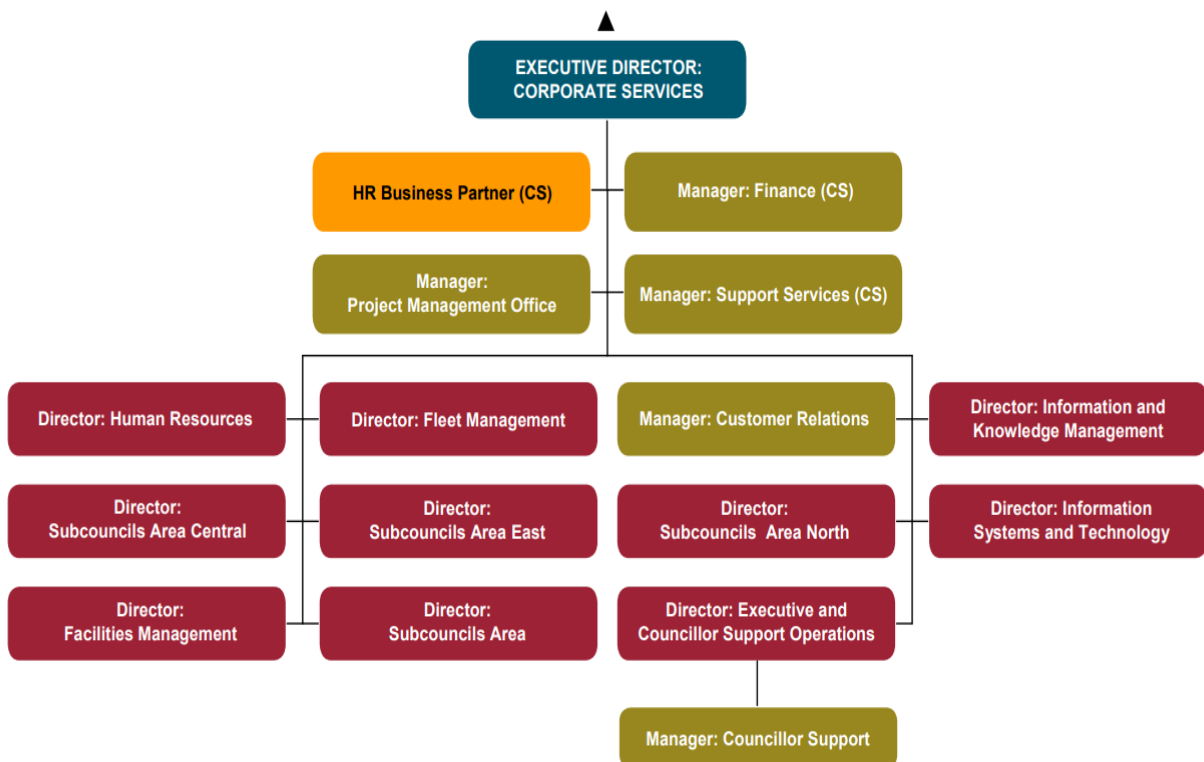 EXECUTIVE DIRECTOR:
CORPORATE SERVICES
HR Business Partner (CS)
Manager: Finance (CS)
Manager:
Project Management Office
Manager: Support Services (CS)
Director: Human Resources
Director: Fleet Management
Manager: Customer Relations
Director: Information and
Knowledge Management
Director:
Subcouncils Area Central
Director:
Subcouncils Area East
Director:
Subcouncils  Area North
Director: Information
Systems and Technology
Director:
Facilities Management
Director:
Subcouncils Area
Director: Executive and
Councillor Support Operations
Manager: Councillor Support